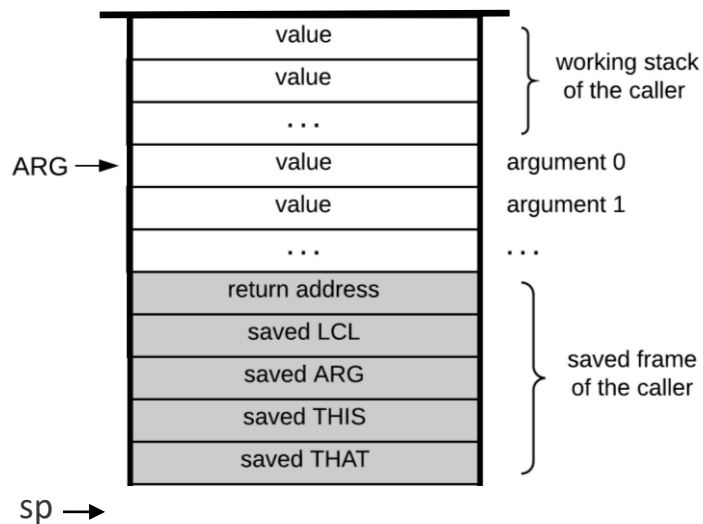 value
value
...
working stack
of the caller
ARG
value
argument 0
value
argument 1
...
...
return address
saved LCL
saved ARG
saved THIS
saved THAT
saved frame
of the caller
sp